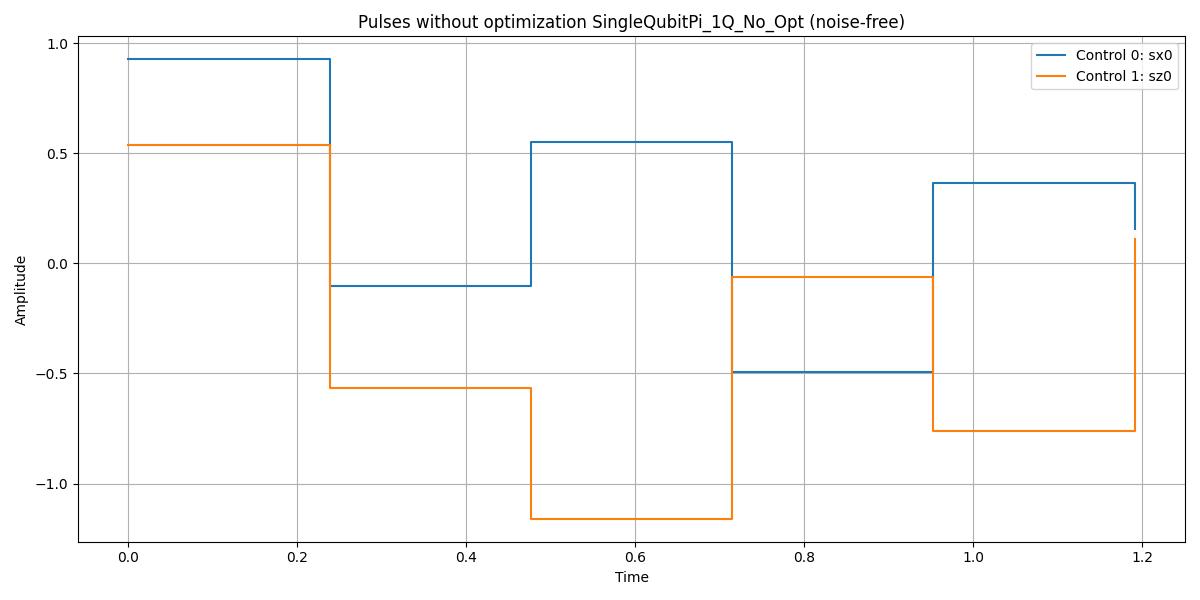 Pulses without optimization SingleQubitPi_1Q_No_Opt (noise-free)
Control 0: sx0
Control 1: sz0
Amplitude
1.0
0.5
0.0
−0.5
−1.0
0.0 0.2 0.4 0.6 0.8 1.0 1.2
Time